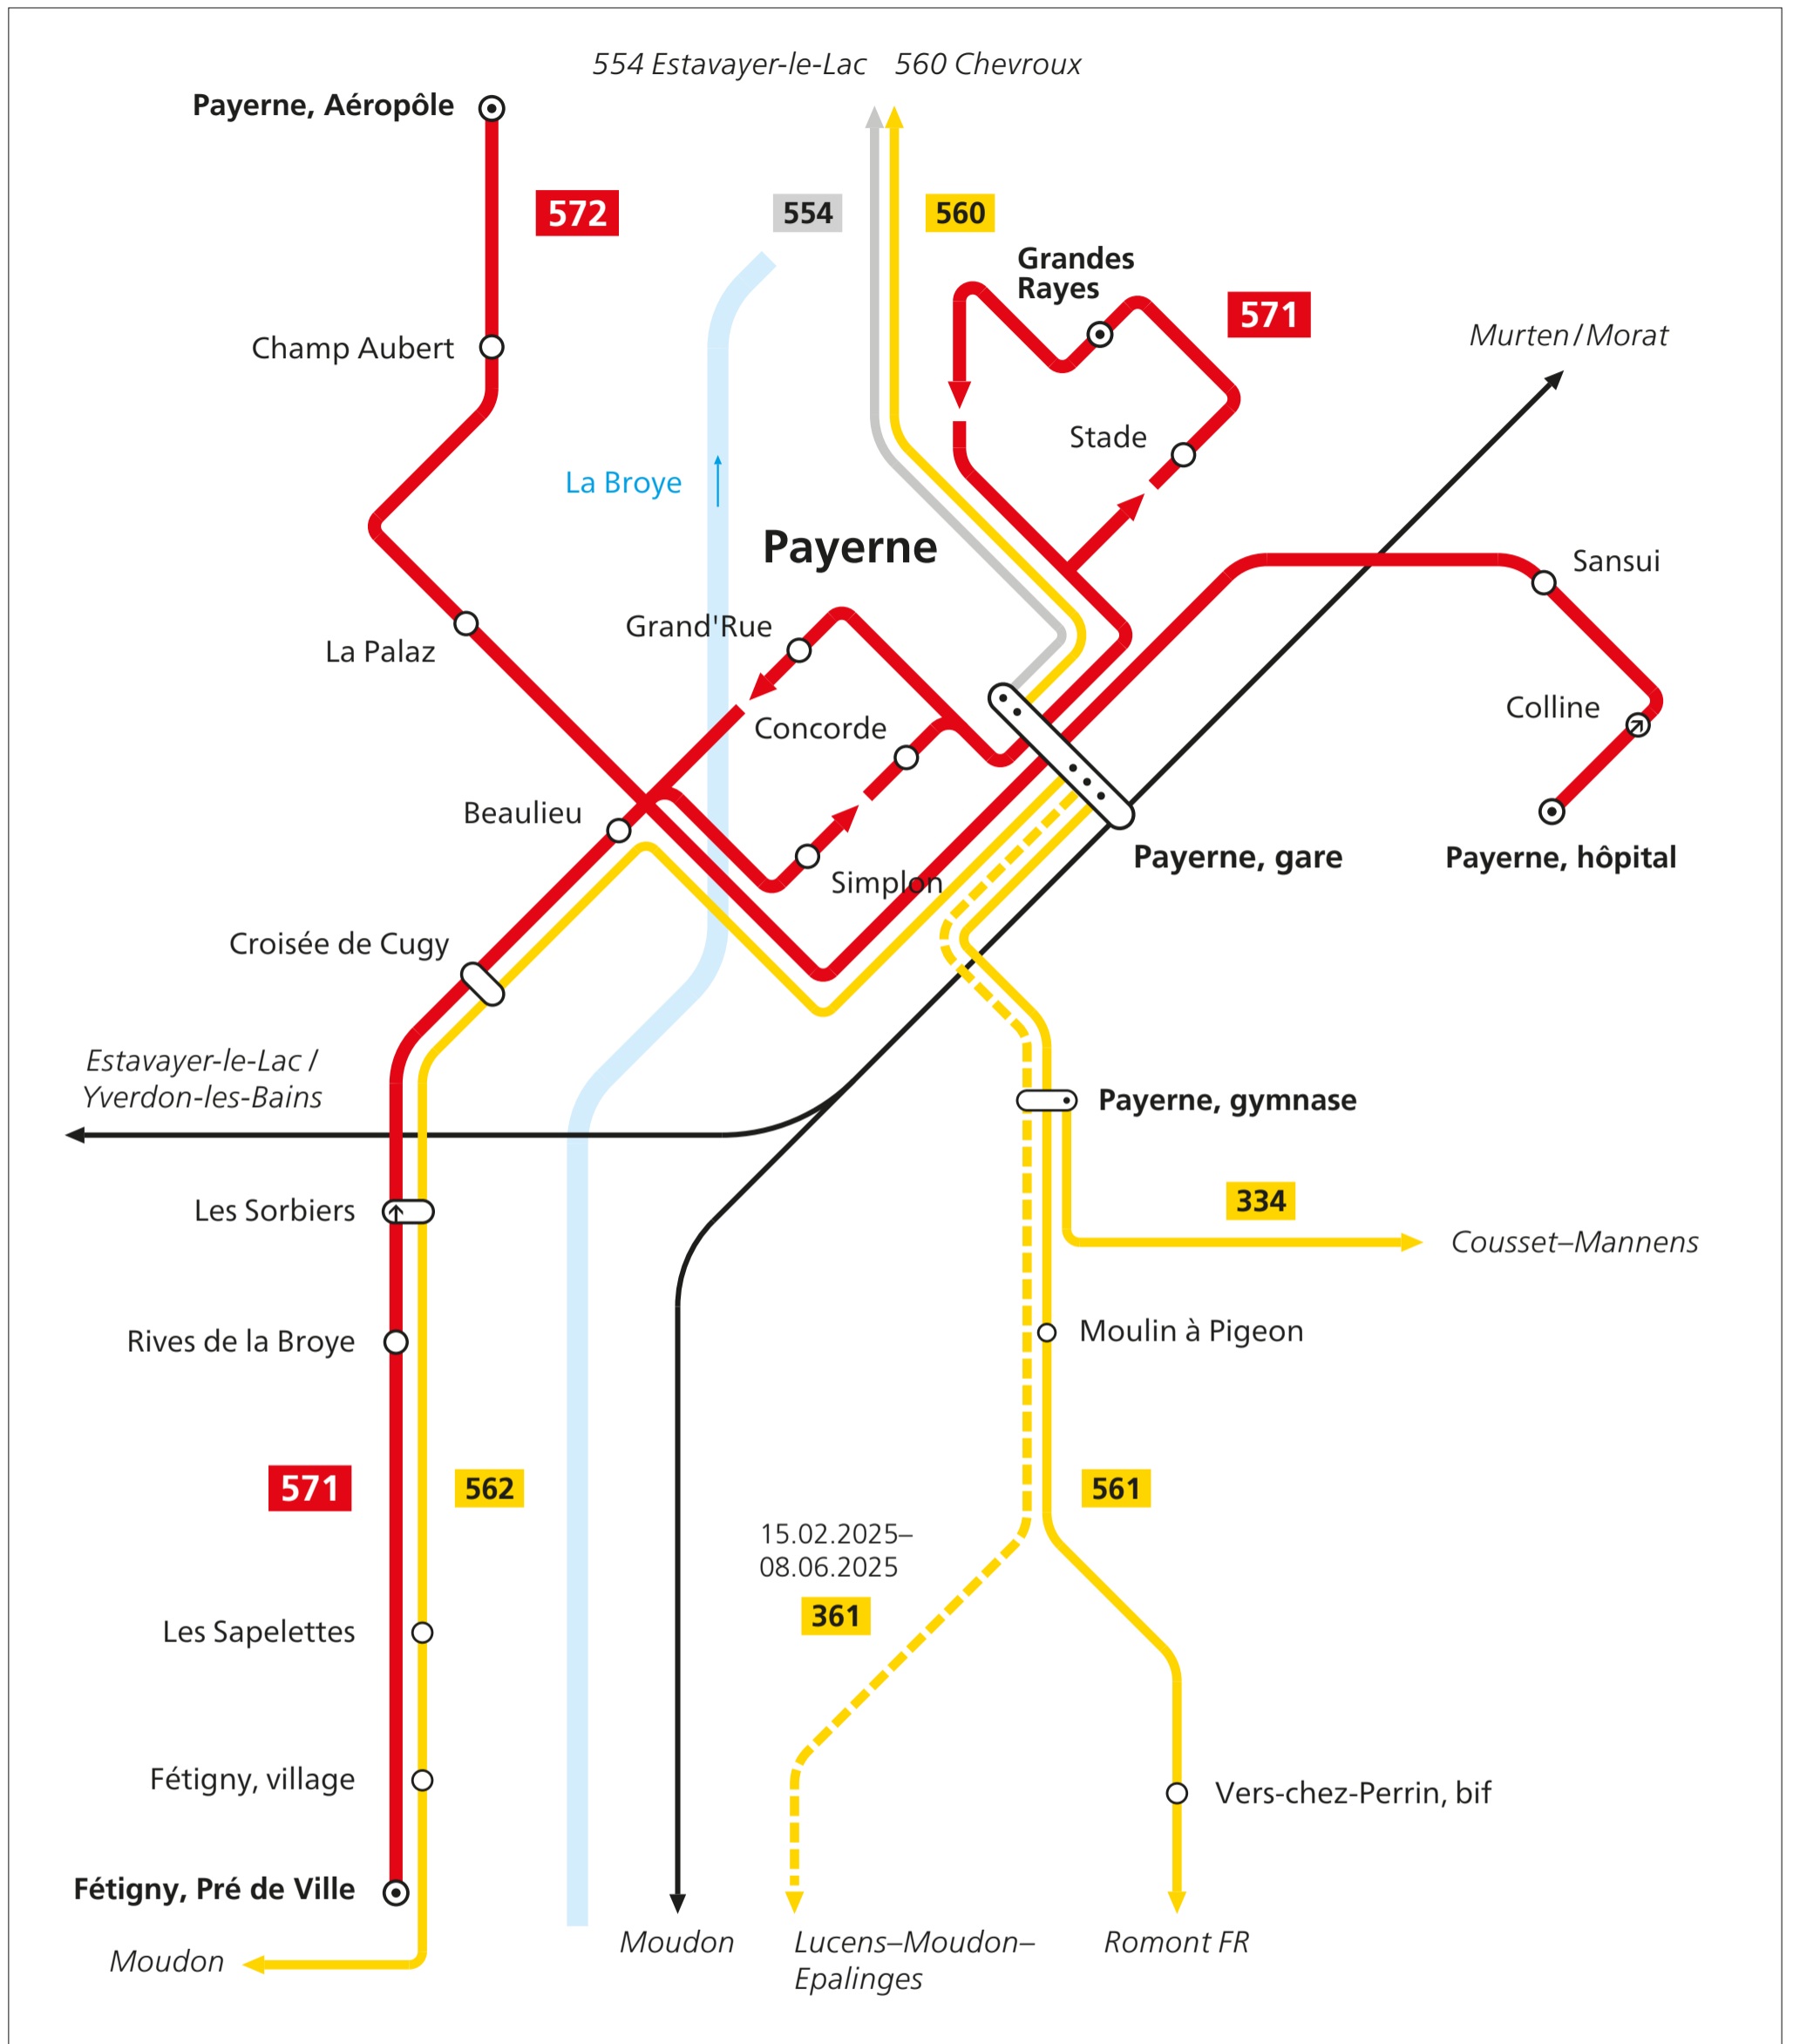 554 Estavayer-le-Lac
560 Chevroux
Payerne, Aéropôle
572
554
560
Grandes
Rayes
571
Murten/Morat
Champ Aubert
Stade
La Broye
Payerne
Sansui
Grand'Rue
La Palaz
Colline
Concorde
Beaulieu
Payerne, gare
Payerne, hôpital
Simplon
Croisée de Cugy
Estavayer-le-Lac /
Yverdon-les-Bains
Payerne, gymnase
Les Sorbiers
334
Cousset–Mannens
Rives de la Broye
Moulin à Pigeon
571
562
561
15.02.2025–
08.06.2025
361
Les Sapelettes
Fétigny, village
Vers-chez-Perrin, bif
Fétigny, Pré de Ville
Moudon
Moudon
Lucens–Moudon–
Epalinges
Romont FR